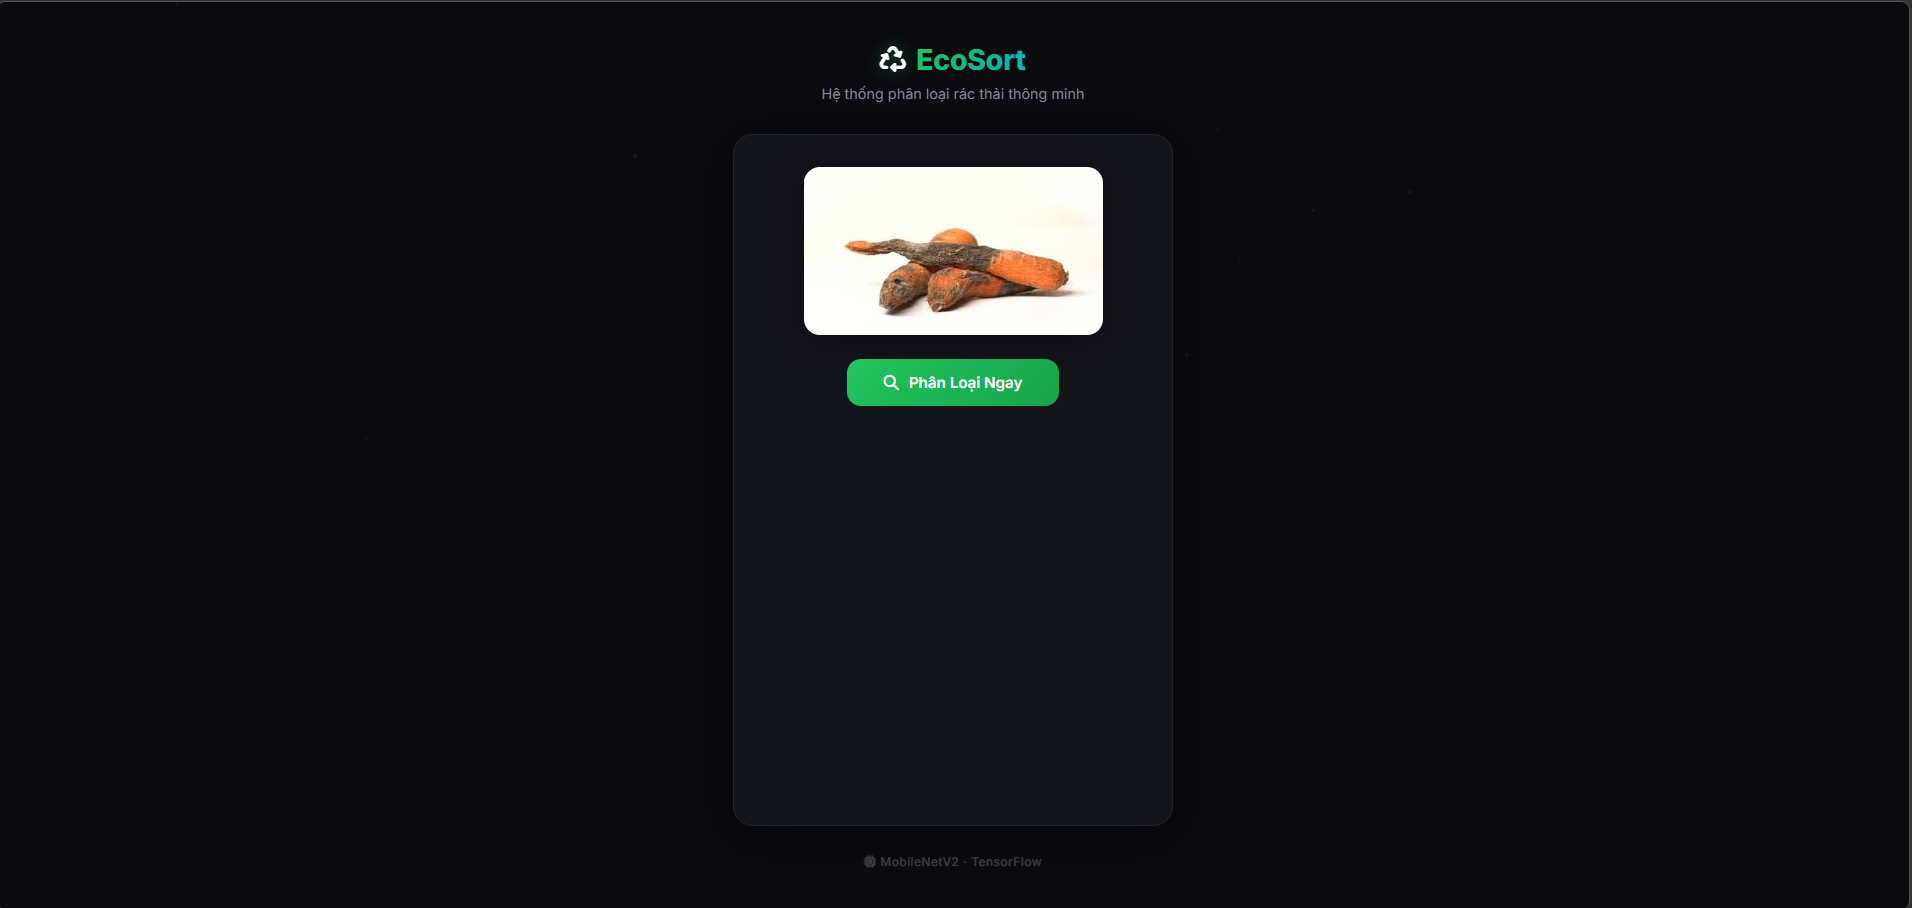 EcoSort
Hệ thống phân loại rác thải thông minh
Phân Loại Ngay
MobileNetV2 · TensorFlow